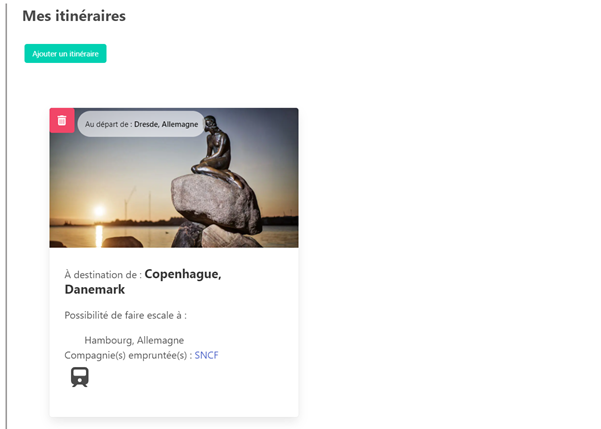 Mes itinéraires
Ajouter un itinéraire
Au départ de : Dresde, Allemagne
À destination de : Copenhague,
Danemark
Possibilité de faire escale à :
Hambourg, Allemagne
Compagnie(s) empruntée(s) : SNCF